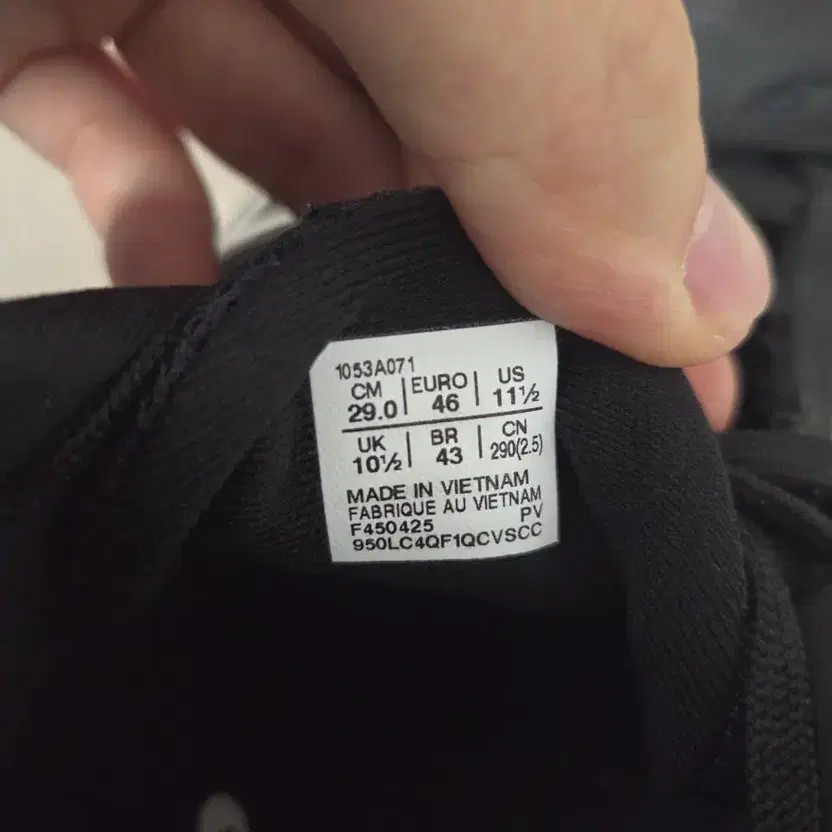 1053A071
CM | EURO | US
29.0 | 46 | 11½
UK | BR | CN
10½ | 43 | 290(2.5)
MADE IN VIETNAM
FABRIQUE AU VIETNAM
F450425 PV
950LC4QF1QCVSCC